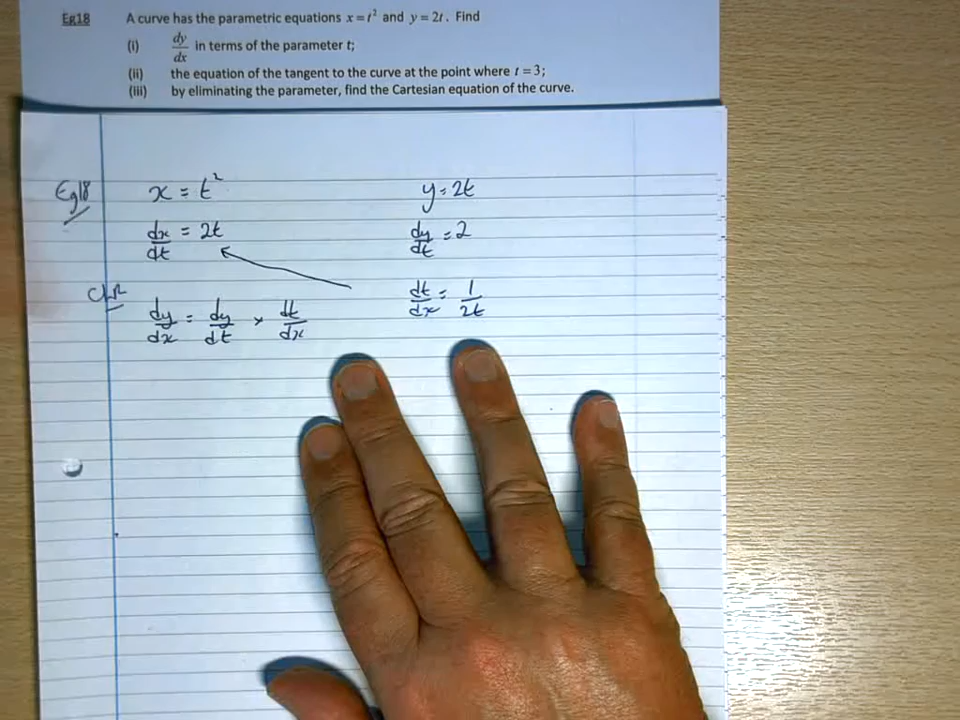 Eg18 A curve has the parametric equations x = t² and y = 2t. Find
(i) dy/dx in terms of the parameter t;
(ii) the equation of the tangent to the curve at the point where t = 3;
(iii) by eliminating the parameter, find the Cartesian equation of the curve.
Eg18 x = t² y = 2t
dx/dt = 2t dy/dt = 2
dt/dx = 1/2t
ChR dy/dx = dy/dt × dt/dx